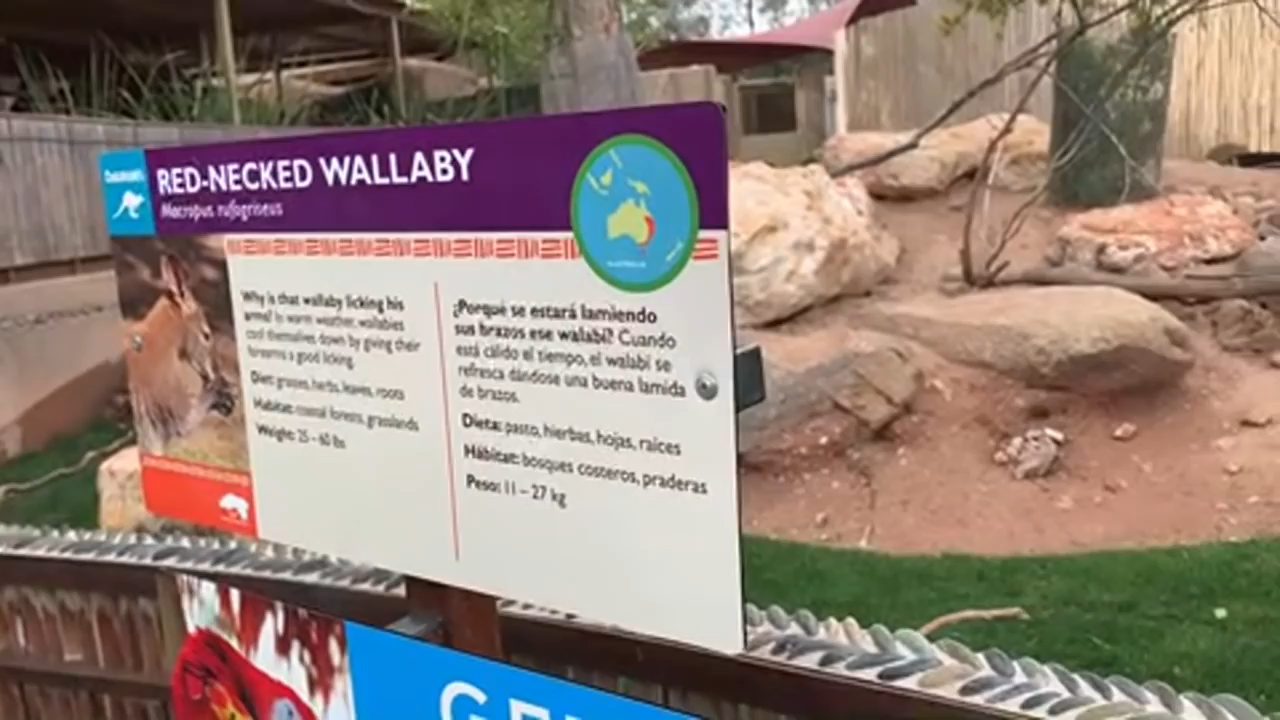 RED-NECKED WALLABY
Macropus rufogriseus
Why is that wallaby licking his
arms? In warm weather, wallabies
cool themselves down by giving their
forearms a good licking.
Diet: grasses, herbs, leaves, roots
Habitat: coastal forests, grasslands
Weight: 25 – 60 lbs
¿Porqué se estará lamiendo
sus brazos ese walabí? Cuando
está cálido el tiempo, el walabí se
refresca dándose una buena lamida
de brazos.
Dieta: pasto, hierbas, hojas, raíces
Hábitat: bosques costeros, praderas
Peso: 11 – 27 kg